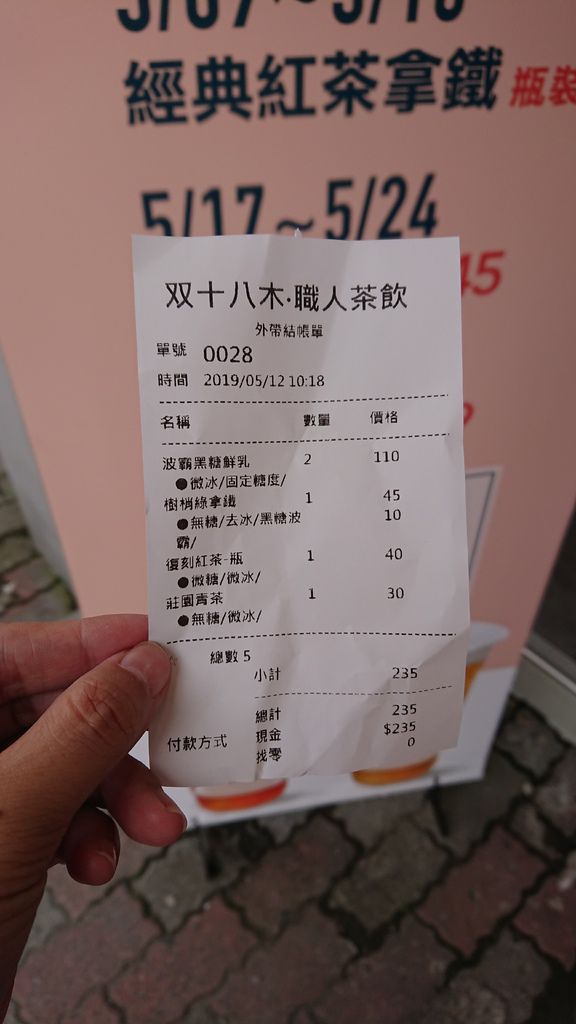 經典紅茶拿鐵 瓶裝
5/17~5/24
45
双十八木·職人茶飲
外帶結帳單
單號 0028
時間 2019/05/12 10:18
名稱 數量 價格
波霸黑糖鮮乳 2 110
●微冰/固定糖度/
樹梢綠拿鐵 1 45
●無糖/去冰/黑糖波 10
霸/
復刻紅茶-瓶 1 40
●微糖/微冰/
莊園青茶 1 30
●無糖/微冰/
總數 5
小計 235
總計 235
付款方式 現金 $235
找零 0